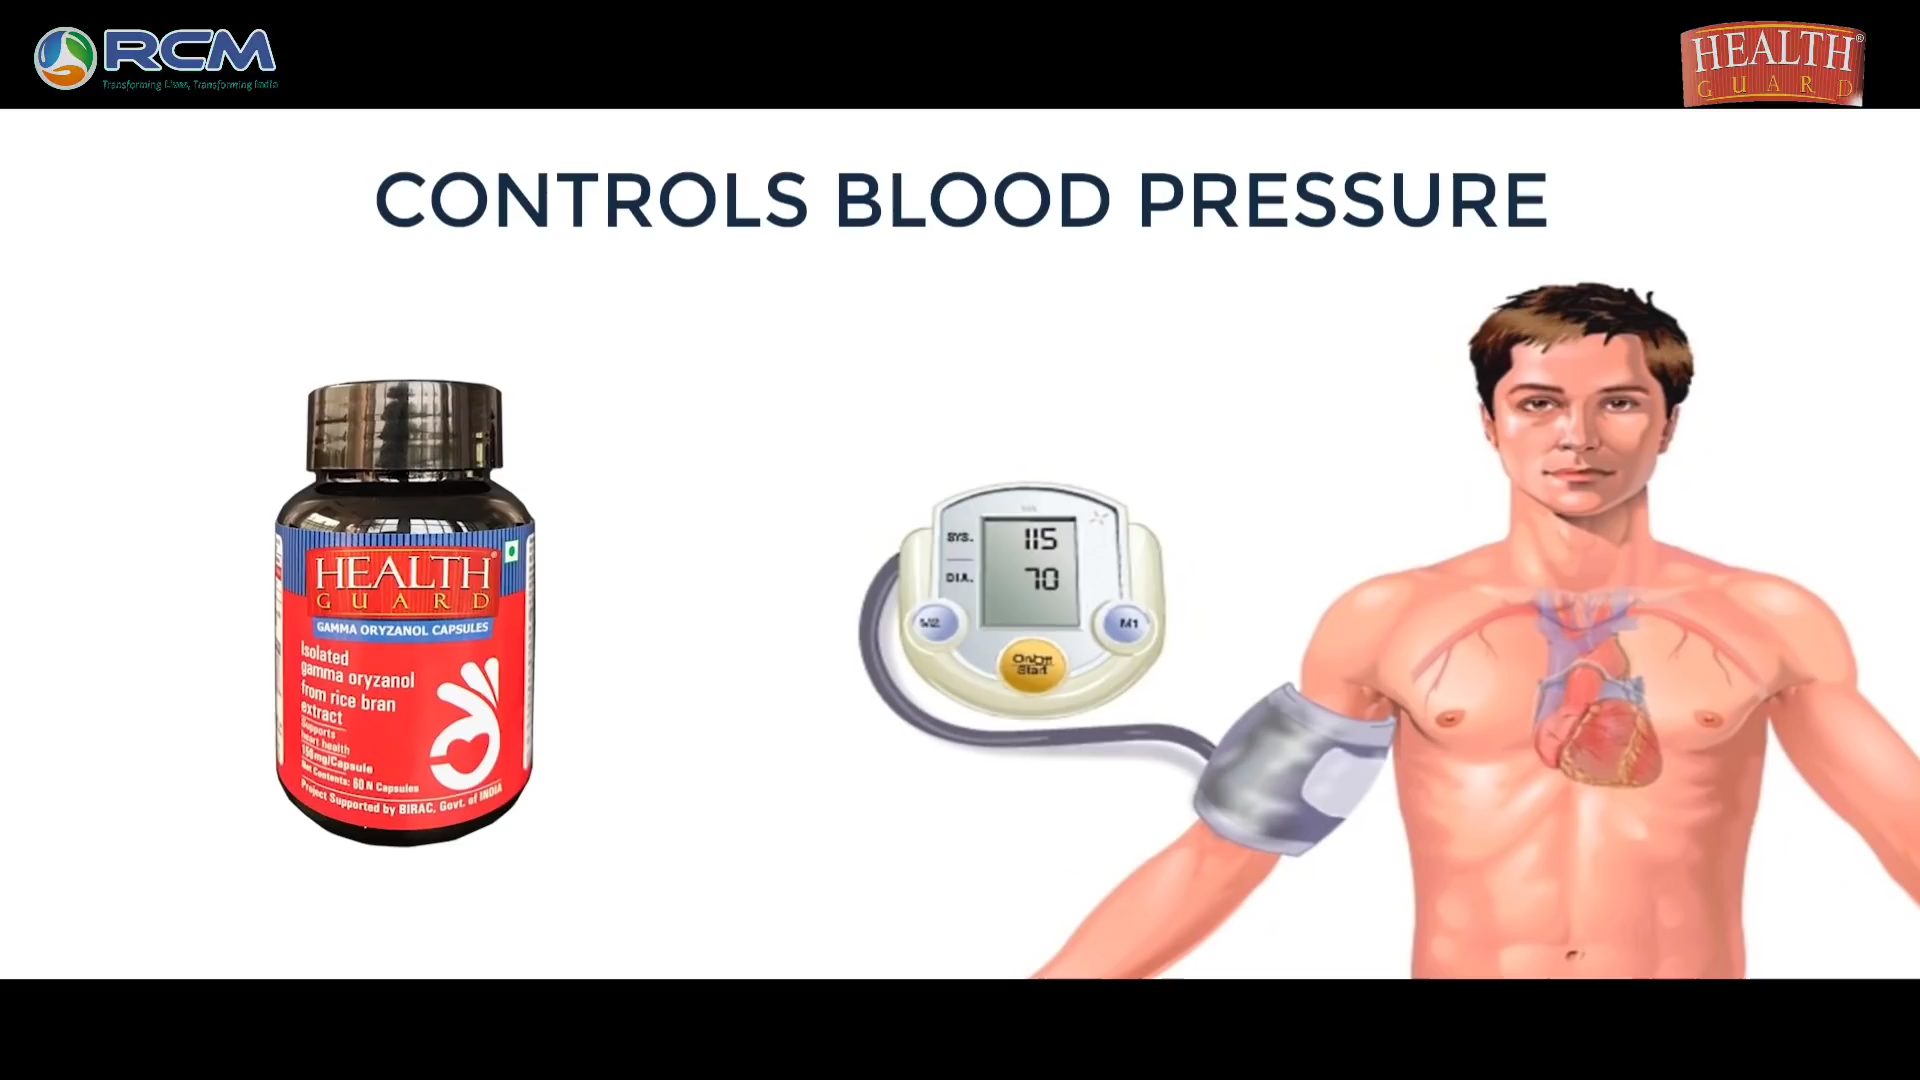 RCM
Transforming Lives, Transforming India
HEALTH®
GUARD
CONTROLS BLOOD PRESSURE
HEALTH®
GUARD
GAMMA ORYZANOL CAPSULES
Isolated
gamma oryzanol
from rice bran
extract
Supports
heart health
150mg/Capsule
Net Contents: 60 N Capsules
Project Supported by BIRAC, Govt. of INDIA
SYS. 115
DIA. 70
M2
M1
On/Off
Start